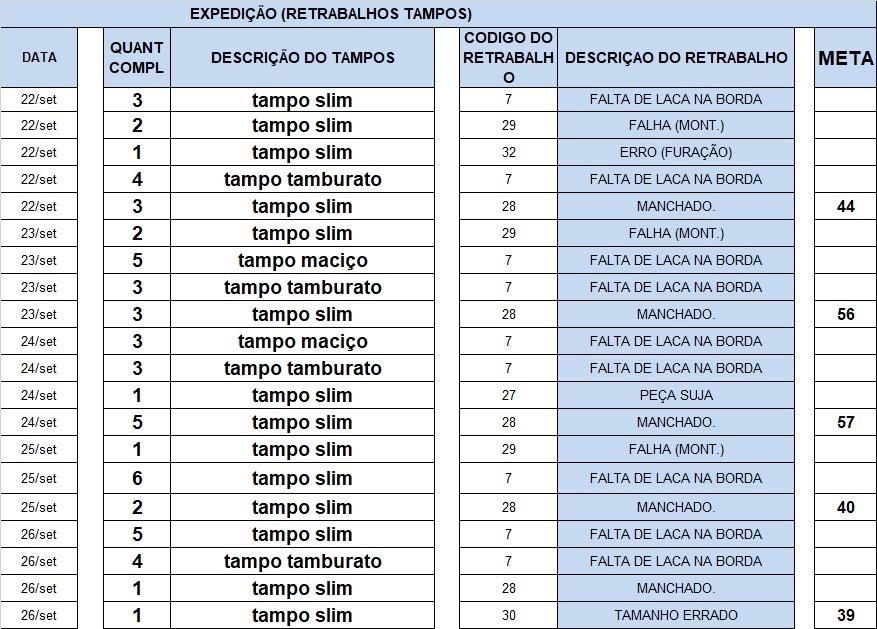 EXPEDIÇÃO (RETRABALHOS TAMPOS)
DATA QUANT COMPL DESCRIÇÃO DO TAMPOS CODIGO DO RETRABALHO DESCRIÇAO DO RETRABALHO META
22/set 3 tampo slim 7 FALTA DE LACA NA BORDA
22/set 2 tampo slim 29 FALHA (MONT.)
22/set 1 tampo slim 32 ERRO (FURAÇÃO)
22/set 4 tampo tamburato 7 FALTA DE LACA NA BORDA
22/set 3 tampo slim 28 MANCHADO. 44
23/set 2 tampo slim 29 FALHA (MONT.)
23/set 5 tampo maciço 7 FALTA DE LACA NA BORDA
23/set 3 tampo tamburato 7 FALTA DE LACA NA BORDA
23/set 3 tampo slim 28 MANCHADO. 56
24/set 3 tampo maciço 7 FALTA DE LACA NA BORDA
24/set 3 tampo tamburato 7 FALTA DE LACA NA BORDA
24/set 1 tampo slim 27 PEÇA SUJA
24/set 5 tampo slim 28 MANCHADO. 57
25/set 1 tampo slim 29 FALHA (MONT.)
25/set 6 tampo slim 7 FALTA DE LACA NA BORDA
25/set 2 tampo slim 28 MANCHADO. 40
26/set 5 tampo slim 7 FALTA DE LACA NA BORDA
26/set 4 tampo tamburato 7 FALTA DE LACA NA BORDA
26/set 1 tampo slim 28 MANCHADO.
26/set 1 tampo slim 30 TAMANHO ERRADO 39